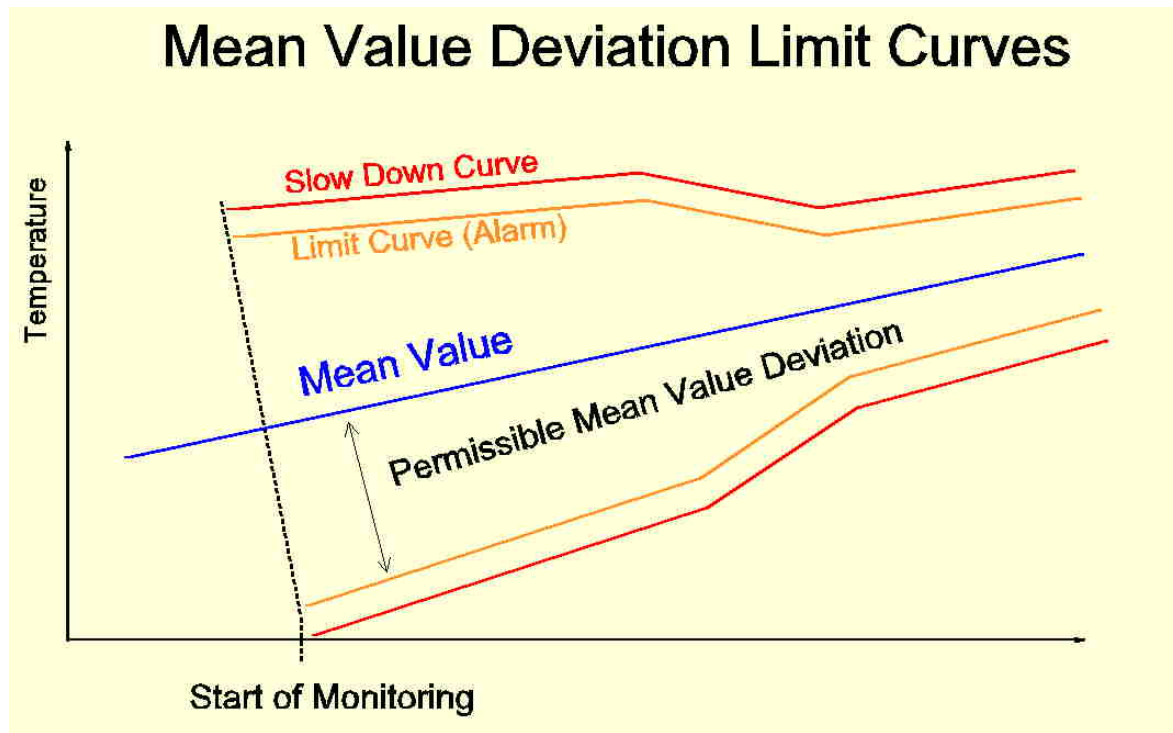 Mean Value Deviation Limit Curves
Temperature
Slow Down Curve
Limit Curve (Alarm)
Mean Value
Permissible Mean Value Deviation
Start of Monitoring